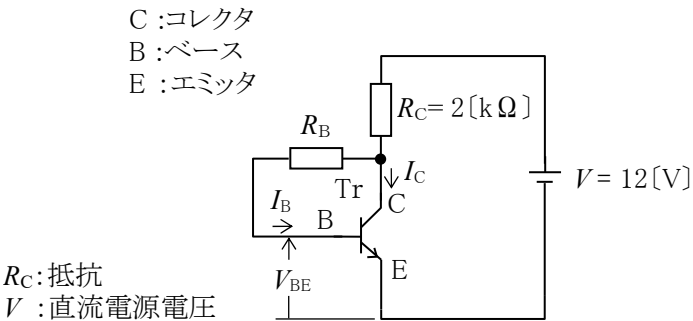 C :コレクタ
B :ベース
E :エミッタ
RC= 2〔kΩ〕
RB
IC
V= 12〔V〕
Tr
C
IB
B
E
VBE
RC:抵抗
V :直流電源電圧